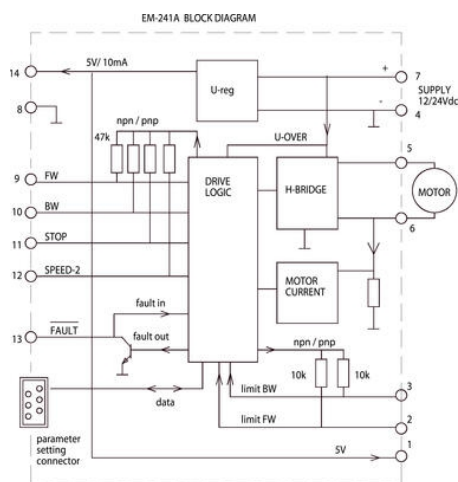 EM-241A BLOCK DIAGRAM
5V/ 10mA
14
U-reg
+
7
SUPPLY
12/24Vdc
8
-
4
npn / pnp
U-OVER
47k
5
9
FW
DRIVE
LOGIC
H-BRIDGE
MOTOR
10
BW
6
11
STOP
12
SPEED-2
MOTOR
CURRENT
fault in
13
FAULT
fault out
npn / pnp
10k
10k
data
limit BW
3
limit FW
2
parameter
setting
connector
5V
1